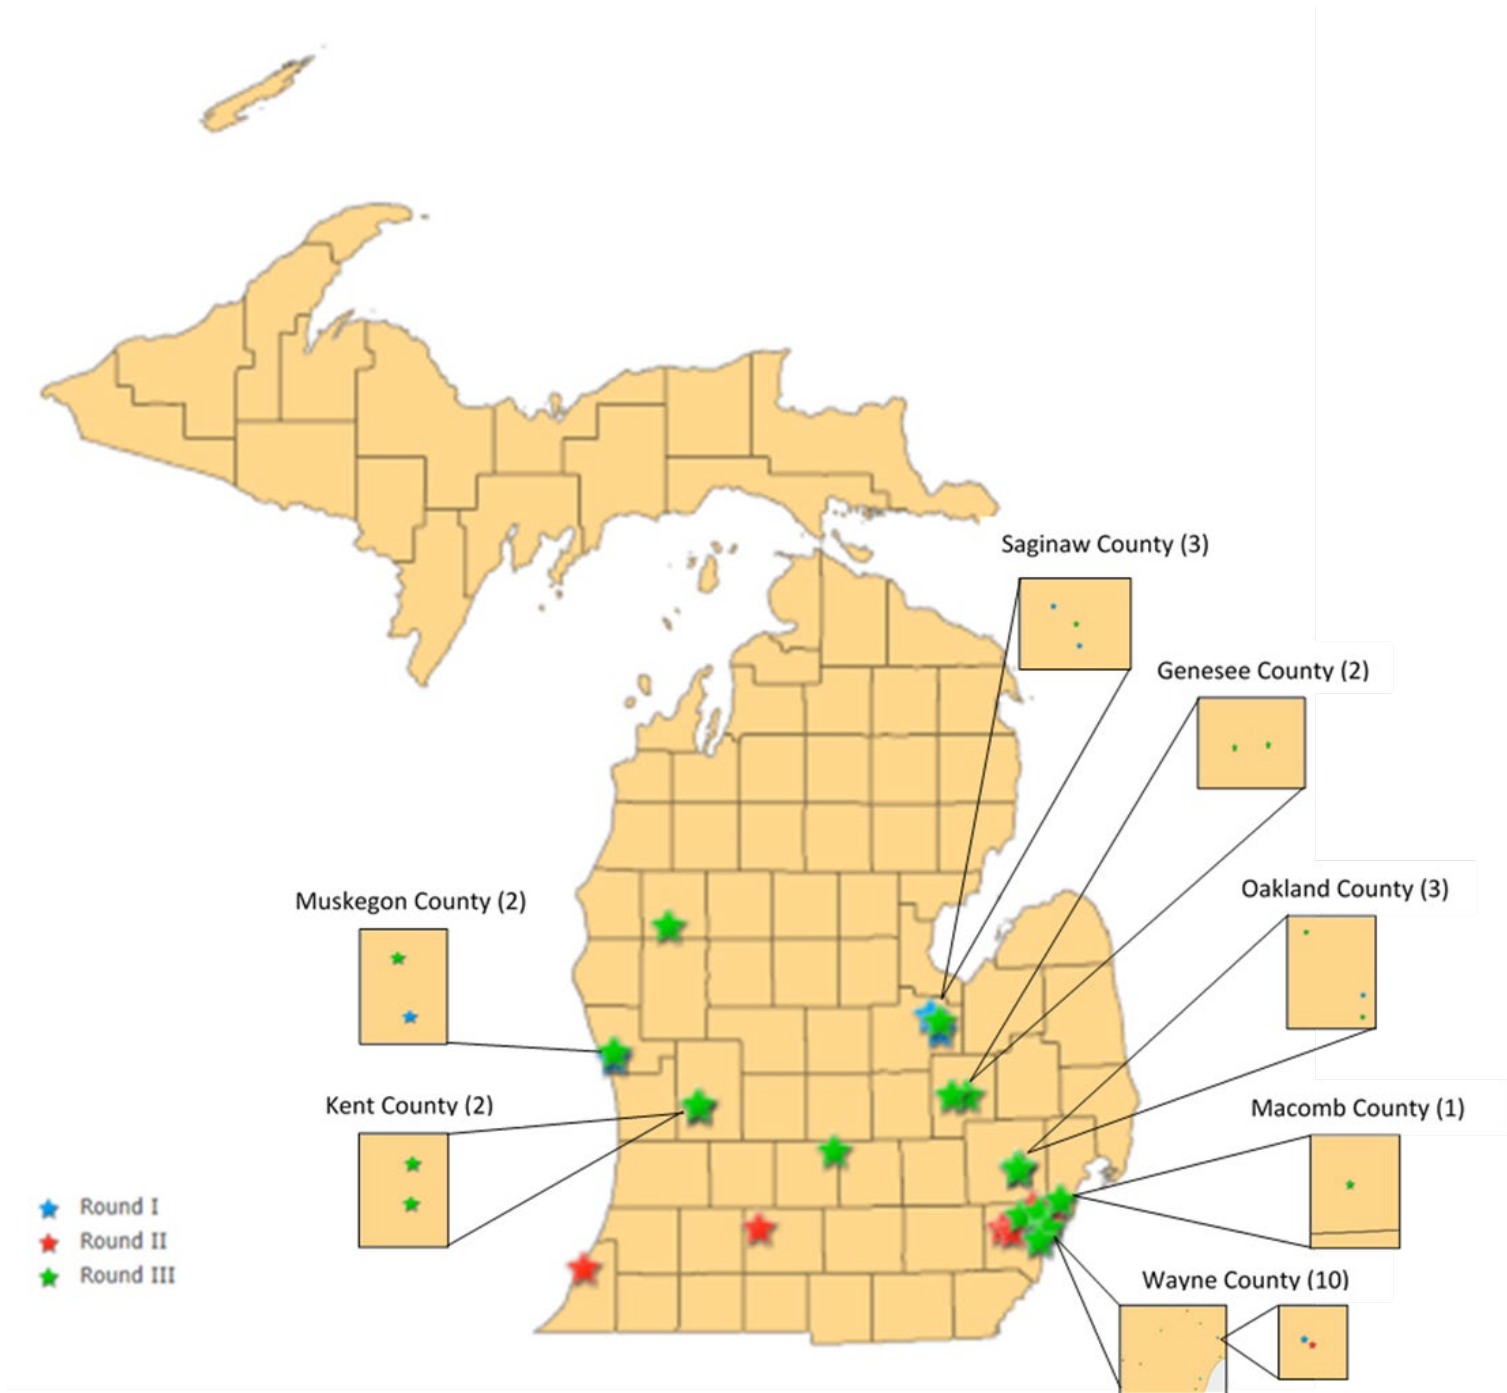 Saginaw County (3)
Genesee County (2)
Oakland County (3)
Muskegon County (2)
Kent County (2)
Macomb County (1)
Round I
Round II
Round III
Wayne County (10)